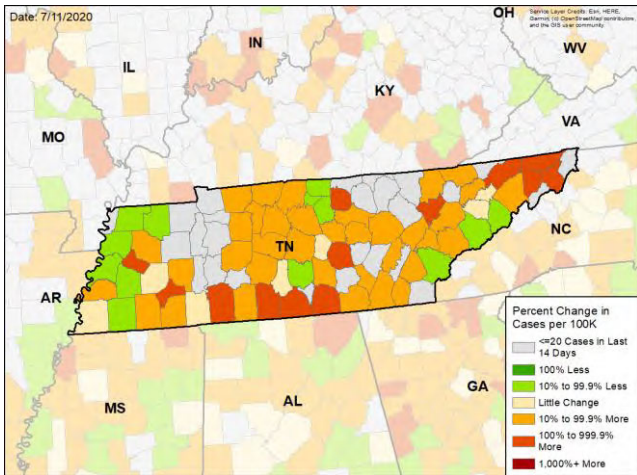 Date: 7/11/2020
Service Layer Credits: Esri, HERE,
Garmin, (c) OpenStreetMap contributors,
and the GIS user community
OH
IN
WV
IL
KY
VA
MO
TN
NC
AR
MS
AL
GA
Percent Change in
Cases per 100K
<=20 Cases in Last
14 Days
100% Less
10% to 99.9% Less
Little Change
10% to 99.9% More
100% to 999.9%
More
1,000%+ More